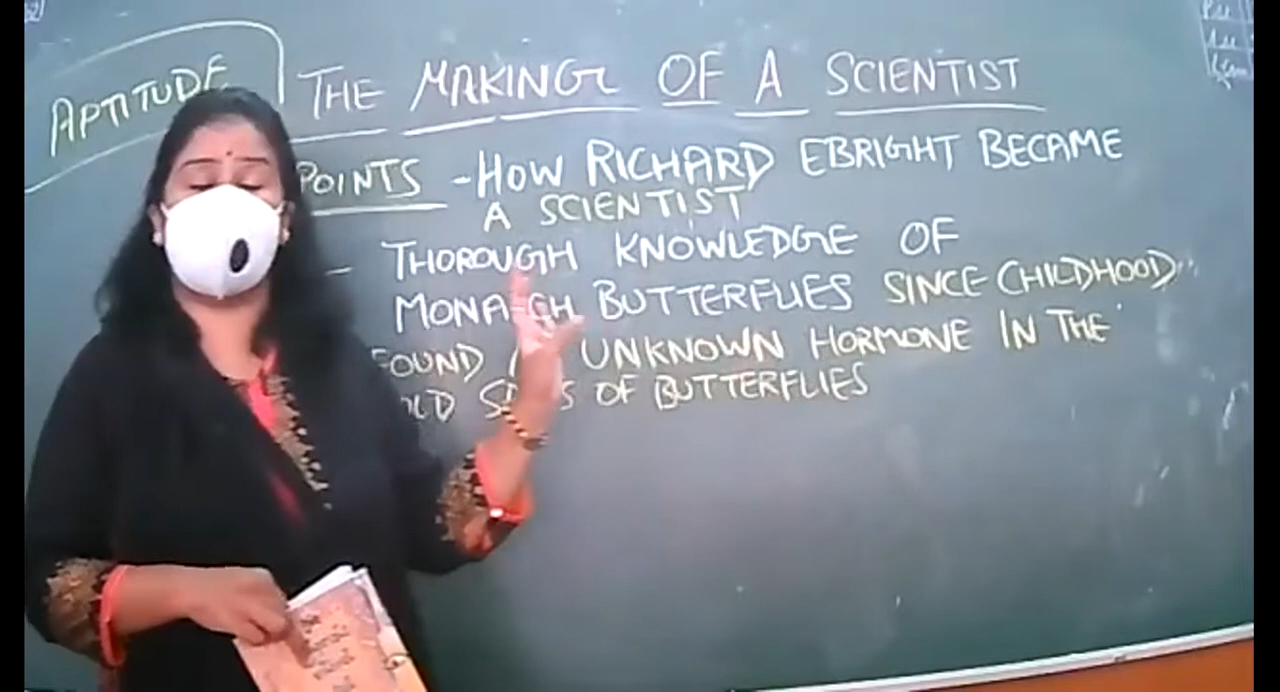 APTITUDE
THE MAKING OF A SCIENTIST
POINTS - HOW RICHARD EBRIGHT BECAME
A SCIENTIST
- THOROUGH KNOWLEDGE OF
BUTTERFLIES SINCE CHILDHOOD
FOUND UNKNOWN HORMONE IN THE
OF BUTTERFLIES